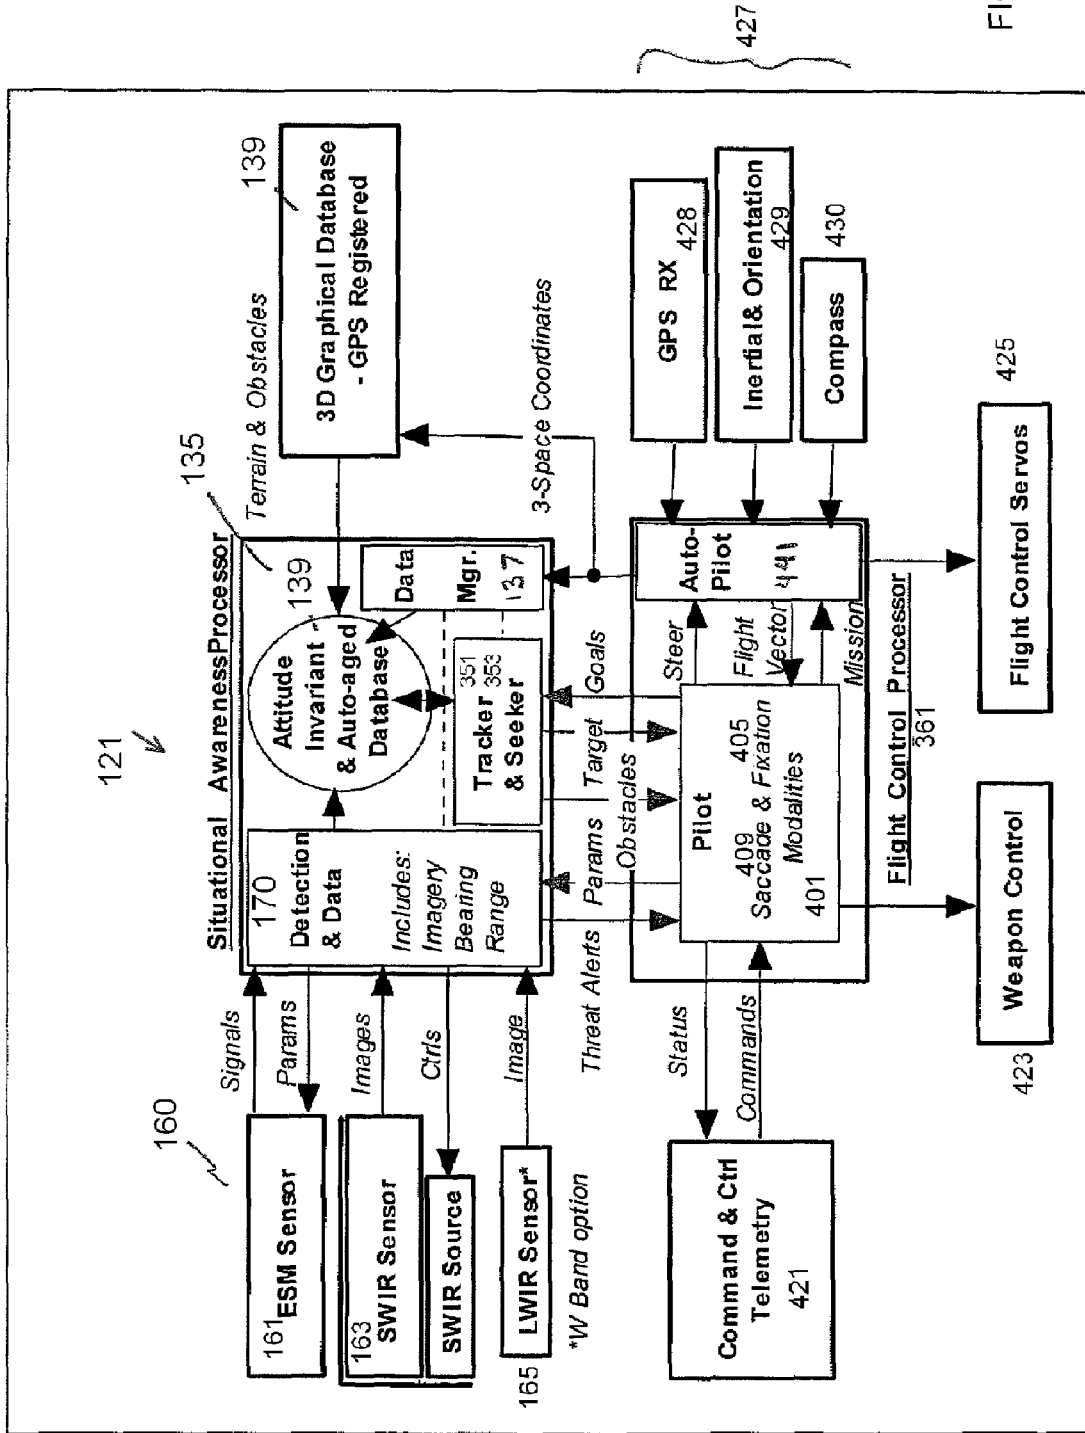 121
Situational AwarenessProcessor
160
161
ESM Sensor
Signals
Params
163
SWIR Sensor
Images
SWIR Source
Ctrls
LWIR Sensor*
165
Image
*W Band option
170
Detection
& Data
Includes:
Imagery
Bearing
Range
Attitude
Invariant
& Auto-aged
Database
139
135
Tracker
& Seeker
351
353
Data
Mgr.
137
Terrain & Obstacles
139
3D Graphical Database
- GPS Registered
3-Space Coordinates
Threat Alerts
Params
Obstacles
Target
Goals
Command & Ctrl
Telemetry
421
Status
Commands
Pilot
409
405
Saccade & Fixation
Modalities
401
Steer
Flight
Vector
Mission
Auto-
Pilot
441
Flight Control Processor
361
GPS RX
428
Inertial& Orientation
429
Compass
430
427
Weapon Control
423
Flight Control Servos
425